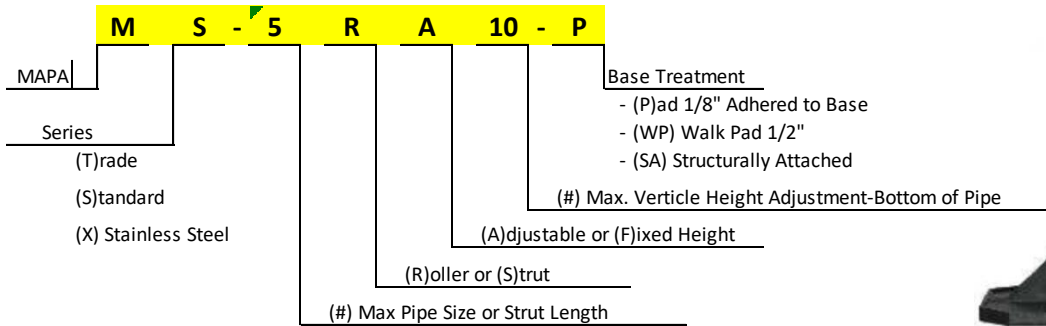 M S - 5 R A 10 - P
MAPA
Base Treatment
- (P)ad 1/8" Adhered to Base
- (WP) Walk Pad 1/2"
- (SA) Structurally Attached
Series
(T)rade
(S)tandard
(X) Stainless Steel
(#) Max. Verticle Height Adjustment-Bottom of Pipe
(A)djustable or (F)ixed Height
(R)oller or (S)trut
(#) Max Pipe Size or Strut Length